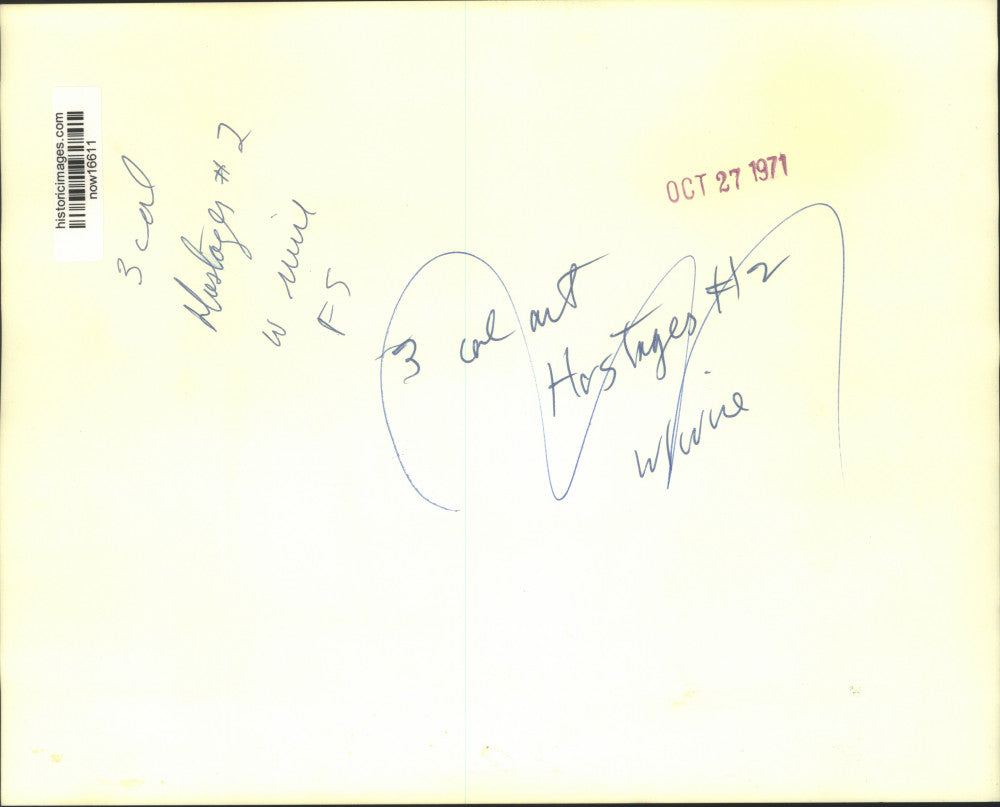 historicimages.com
now16611
3 col
Hostages #2
w wire
F5
OCT 27 1971
3 col art
Hostages #2
w/wire